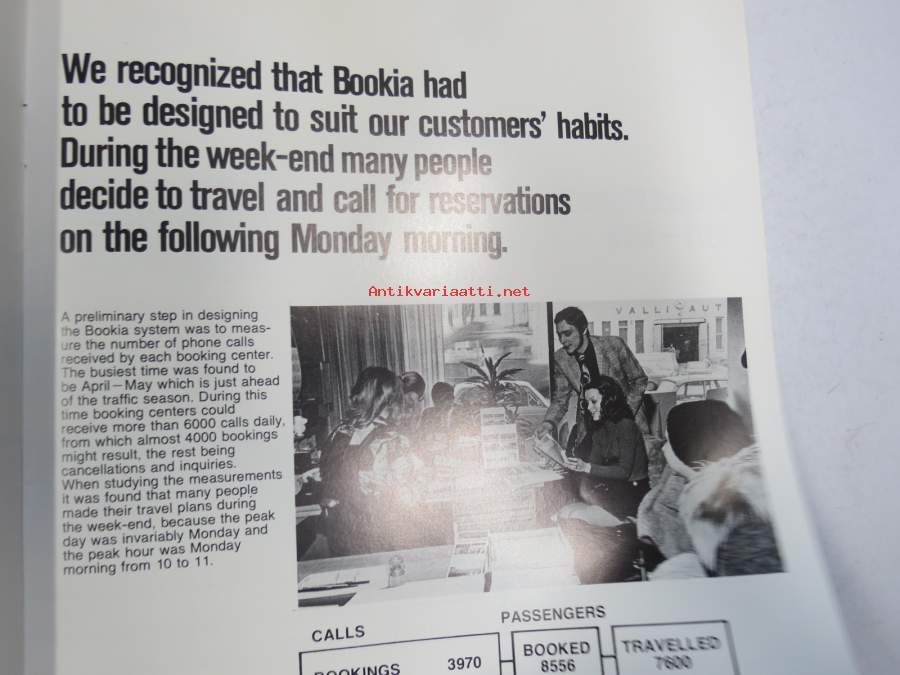 We recognized that Bookia had
to be designed to suit our customers' habits.
During the week-end many people
decide to travel and call for reservations
on the following Monday morning.
Antikvariaatti.net
A preliminary step in designing
the Bookia system was to meas-
ure the number of phone calls
received by each booking center.
The busiest time was found to
be April—May which is just ahead
of the traffic season. During this
time booking centers could
receive more than 6000 calls daily,
from which almost 4000 bookings
might result, the rest being
cancellations and inquiries.
When studying the measurements
it was found that many people
made their travel plans during
the week-end, because the peak
day was invariably Monday and
the peak hour was Monday
morning from 10 to 11.
VALLILAUT
CALLS
BOOKINGS 3970
PASSENGERS
BOOKED
8556
TRAVELLED
7600